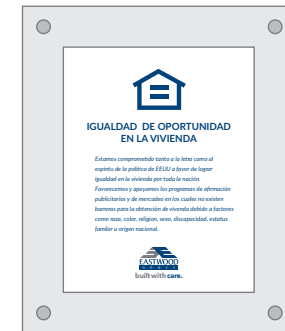 IGUALDAD DE OPORTUNIDAD
EN LA VIVIENDA
Estamos comprometido tanto a la letra como al
espíritu de la política de EEUU a favor de lograr
igualdad en la vivienda por toda la nación.
Favorecemos y apoyamos los programas de afirmación
publicitarios y de mercadeo en los cuales no existen
barreras para la obtención de vivienda debido a factores
como raza, color, religion, sexo, discapacidad, estatus
familar u origen nacional.
EASTWOOD
HOMES
built with care.